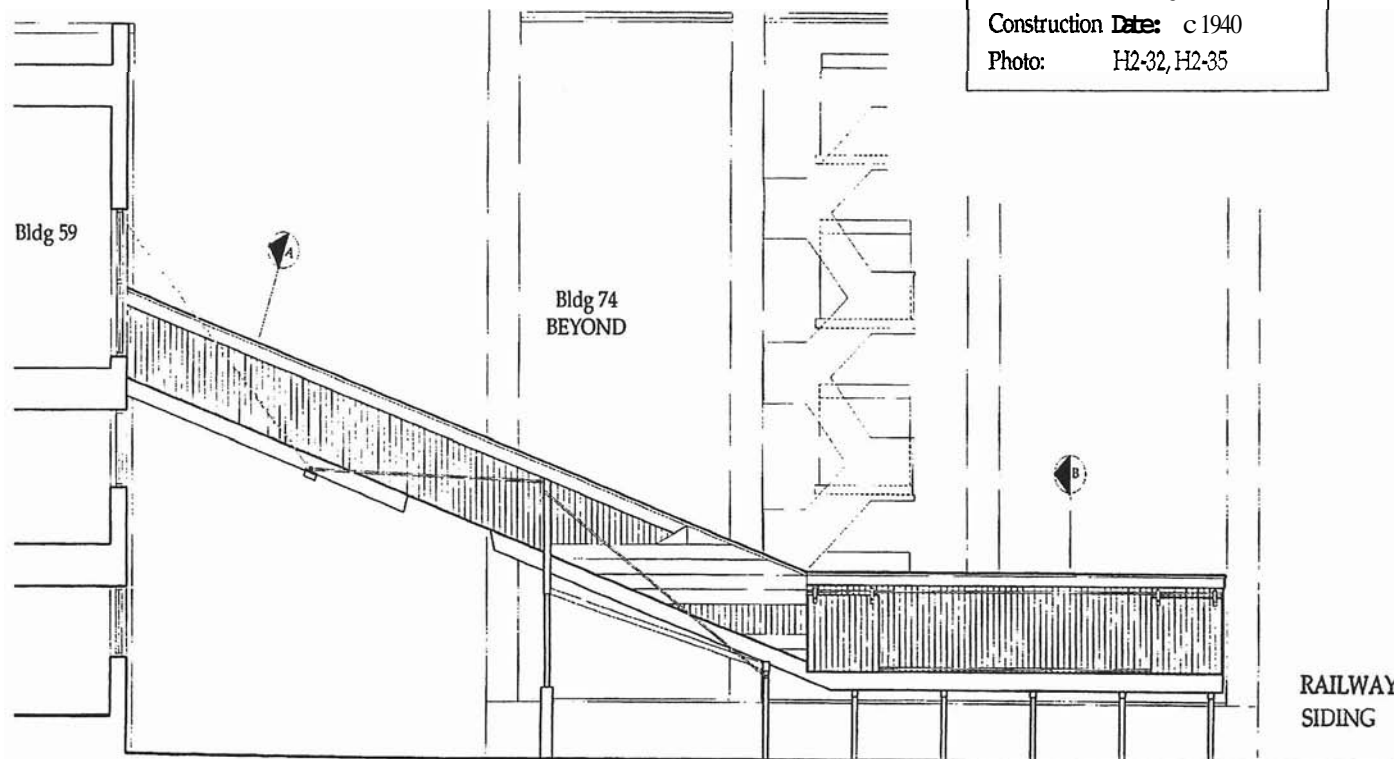 Construction Date: c 1940
Photo: H2-32, H2-35
Bldg 59
A
Bldg 74
BEYOND
B
RAILWAY
SIDING